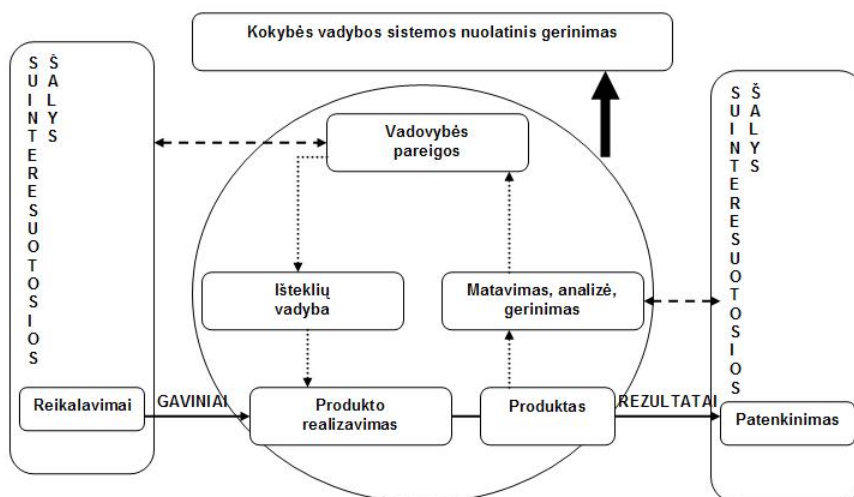 Kokybės vadybos sistemos nuolatinis gerinimas
SUINTERESUOTOSIOS
ŠALYS
Vadovybės
pareigos
Išteklių
vadyba
Matavimas, analizė,
gerinimas
Reikalavimai
GAVINIAI
Produkto
realizavimas
Produktas
REZULTATAI
SUINTERESUOTOSIOS
ŠALYS
Patenkinimas